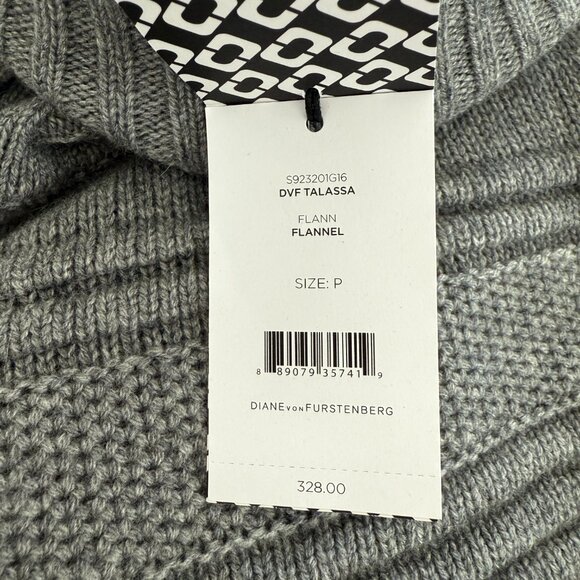 S923201G16
DVF TALASSA
FLANN
FLANNEL
SIZE: P
8 89079 35741 9
DIANE VON FURSTENBERG
328.00